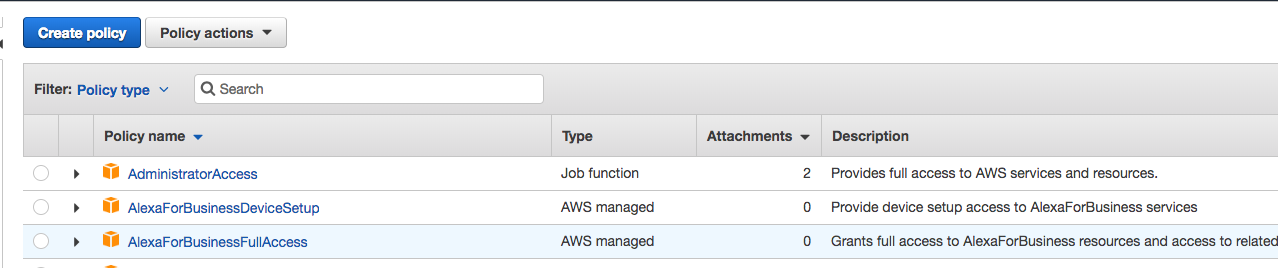 Create policy Policy actions
Filter: Policy type Search
Policy name Type Attachments Description
AdministratorAccess Job function 2 Provides full access to AWS services and resources.
AlexaForBusinessDeviceSetup AWS managed 0 Provide device setup access to AlexaForBusiness services
AlexaForBusinessFullAccess AWS managed 0 Grants full access to AlexaForBusiness resources and access to related